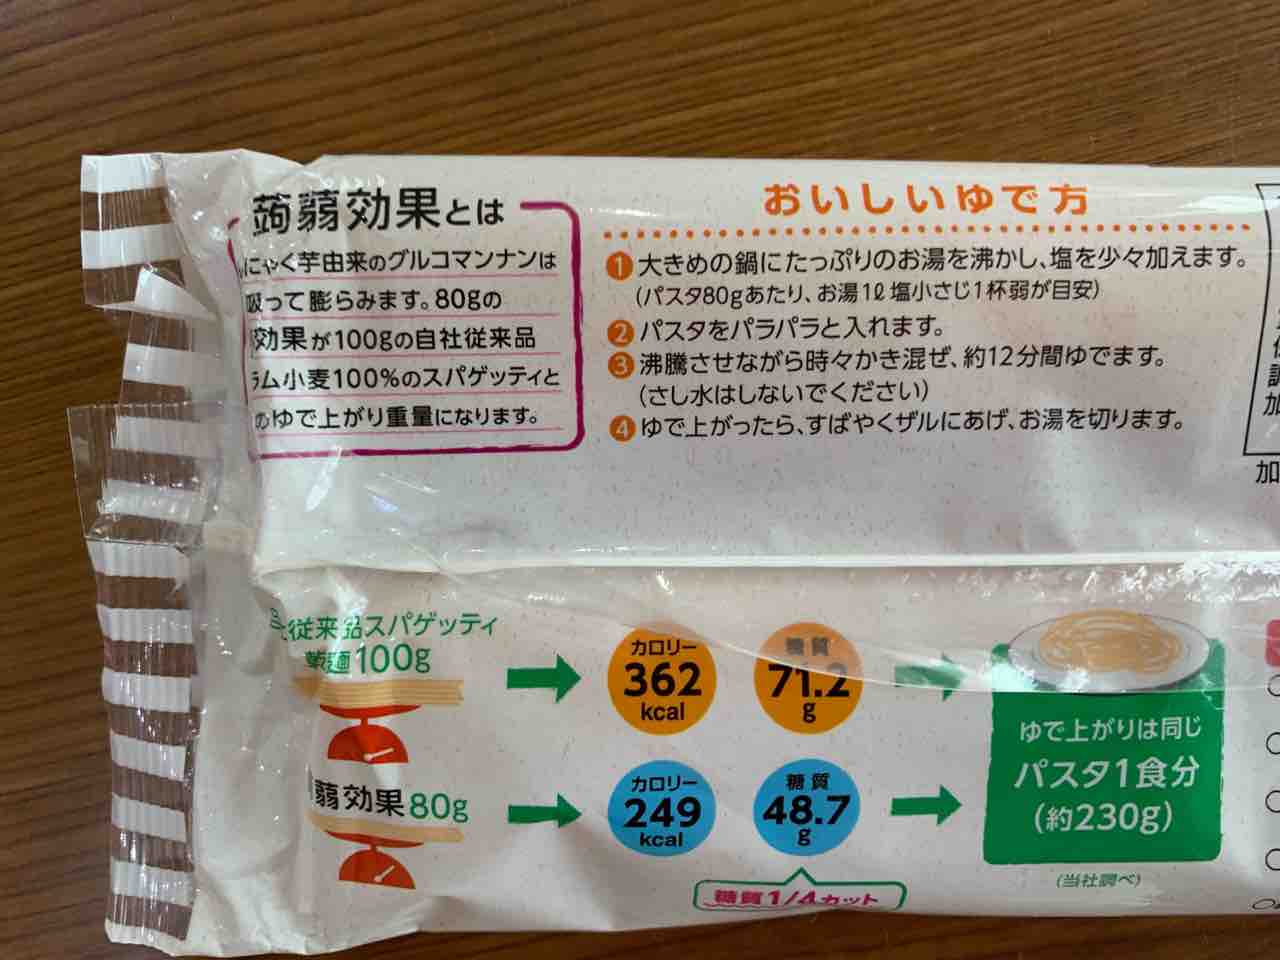 蒟蒻効果とは
にゃく芋由来のグルコマンナンは
吸って膨らみます。80gの
効果が100gの自社従来品
ラム小麦100%のスパゲッティと
のゆで上がり重量になります。
おいしいゆで方
❶大きめの鍋にたっぷりのお湯を沸かし、塩を少々加えます。
(パスタ80gあたり、お湯1ℓ 塩小さじ1杯弱が目安)
❷パスタをパラパラと入れます。
❸沸騰させながら時々かき混ぜ、約12分間ゆでます。
(さし水はしないでください)
❹ゆで上がったら、すばやくザルにあげ、お湯を切ります。
加
加
従来品スパゲッティ
乾麺100g
カロリー
362
kcal
糖質
71.2
g
蒻効果80g
カロリー
249
kcal
糖質
48.7
g
糖質1/4カット
ゆで上がりは同じ
パスタ1食分
(約230g)
(当社調べ)